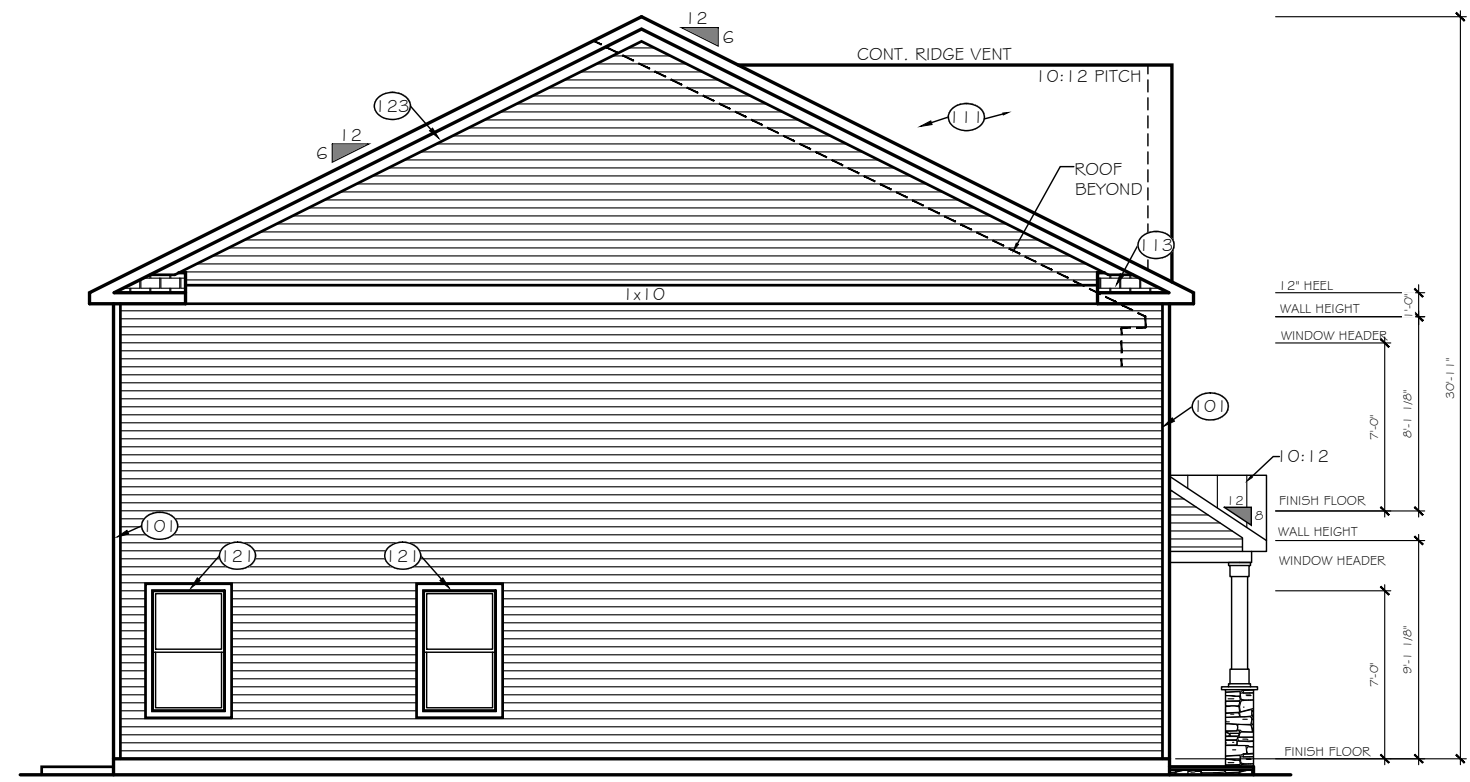 12
6
CONT. RIDGE VENT
10:12 PITCH
123
111
12
6
ROOF
BEYOND
113
1x10
12" HEEL
1'-0"
WALL HEIGHT
WINDOW HEADER
30'-11"
101
7'-0"
8'-1 1/8"
10:12
12
8
FINISH FLOOR
101
WALL HEIGHT
121
121
WINDOW HEADER
7'-0"
9'-1 1/8"
FINISH FLOOR